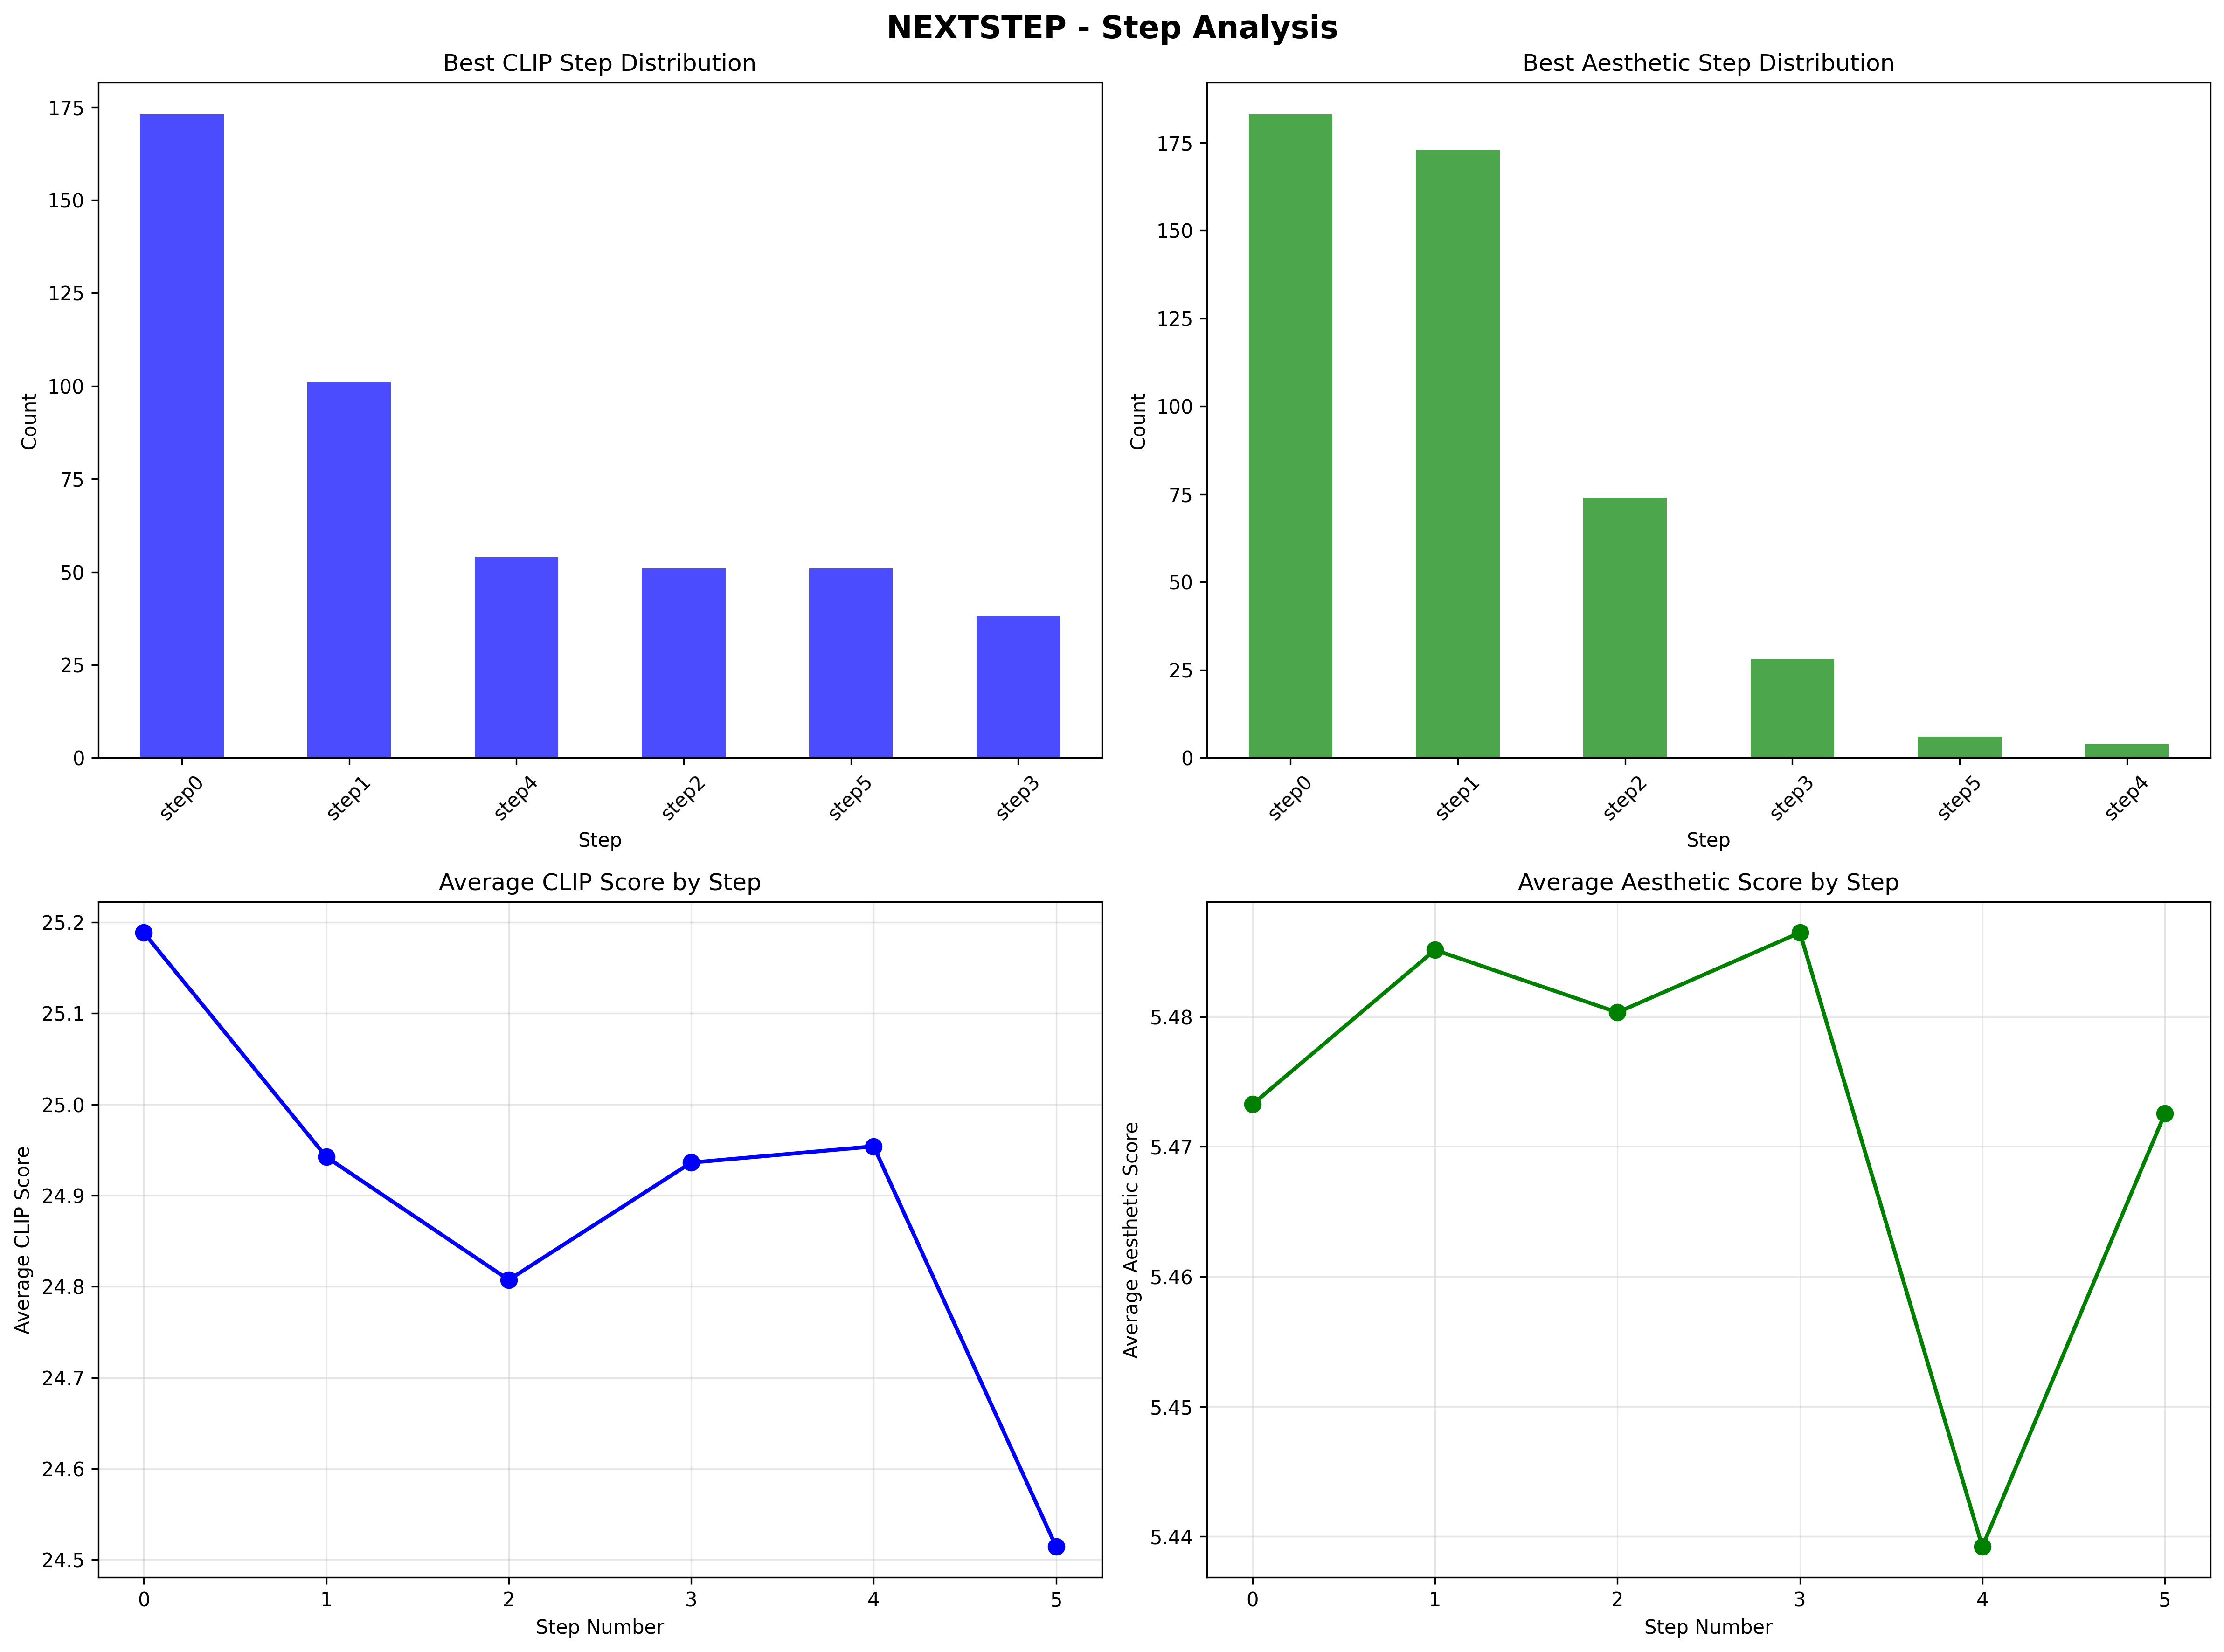 NEXTSTEP - Step Analysis
Best CLIP Step Distribution
Count
175
150
125
100
75
50
25
0
step0
step1
step4
step2
step5
step3
Step
Best Aesthetic Step Distribution
Count
175
150
125
100
75
50
25
0
step0
step1
step2
step3
step5
step4
Step
Average CLIP Score by Step
Average CLIP Score
25.2
25.1
25.0
24.9
24.8
24.7
24.6
24.5
0
1
2
3
4
5
Step Number
Average Aesthetic Score by Step
Average Aesthetic Score
5.48
5.47
5.46
5.45
5.44
0
1
2
3
4
5
Step Number